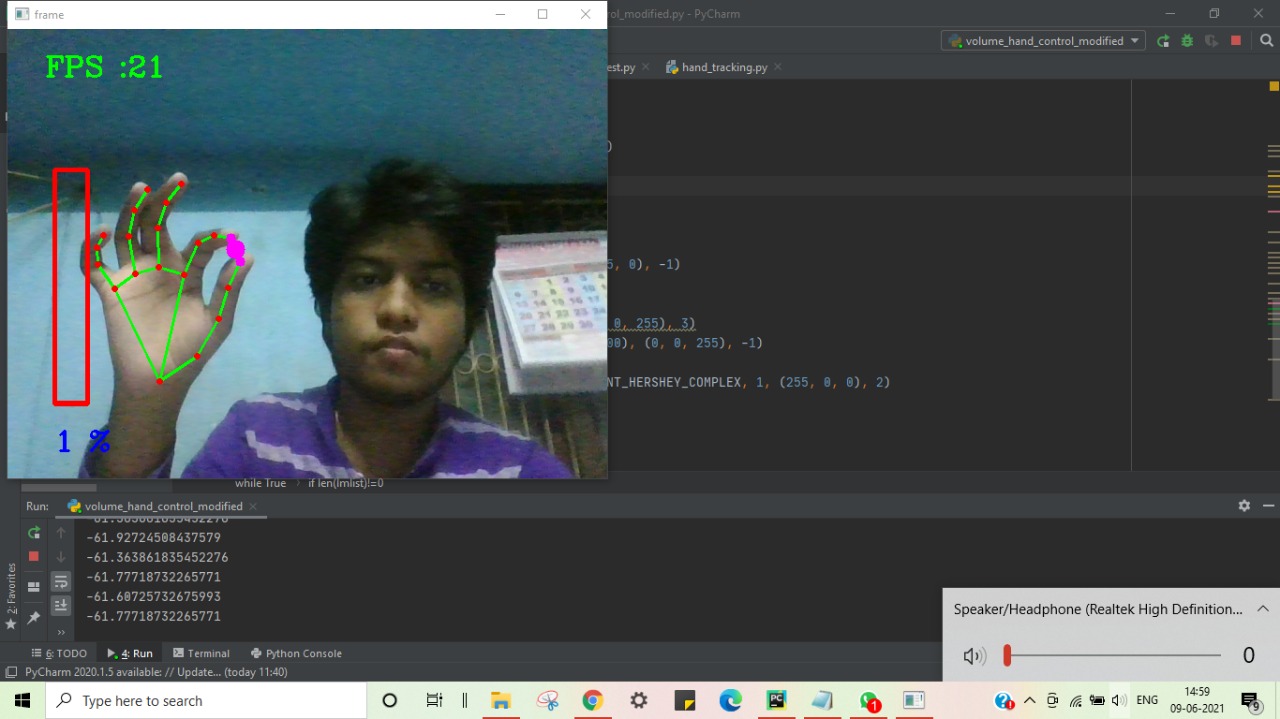 frame
ol_modified.py - PyCharm
volume_hand_control_modified
est.py
hand_tracking.py
FPS :21
)
5, 0), -1)
0, 255), 3)
00), (0, 0, 255), -1)
NT_HERSHEY_COMPLEX, 1, (255, 0, 0), 2)
1 %
while True › if len(lmlist)!=0
Run: volume_hand_control_modified
-61.363861835452276
-61.92724508437579
-61.363861835452276
-61.77718732265771
-61.60725732675993
-61.77718732265771
2: Favorites
Speaker/Headphone (Realtek High Definition...
0
6: TODO 4: Run Terminal Python Console
PyCharm 2020.1.5 available: // Update... (today 11:40)
Type here to search
PC
1
ENG
14:59
09-06-2021
9